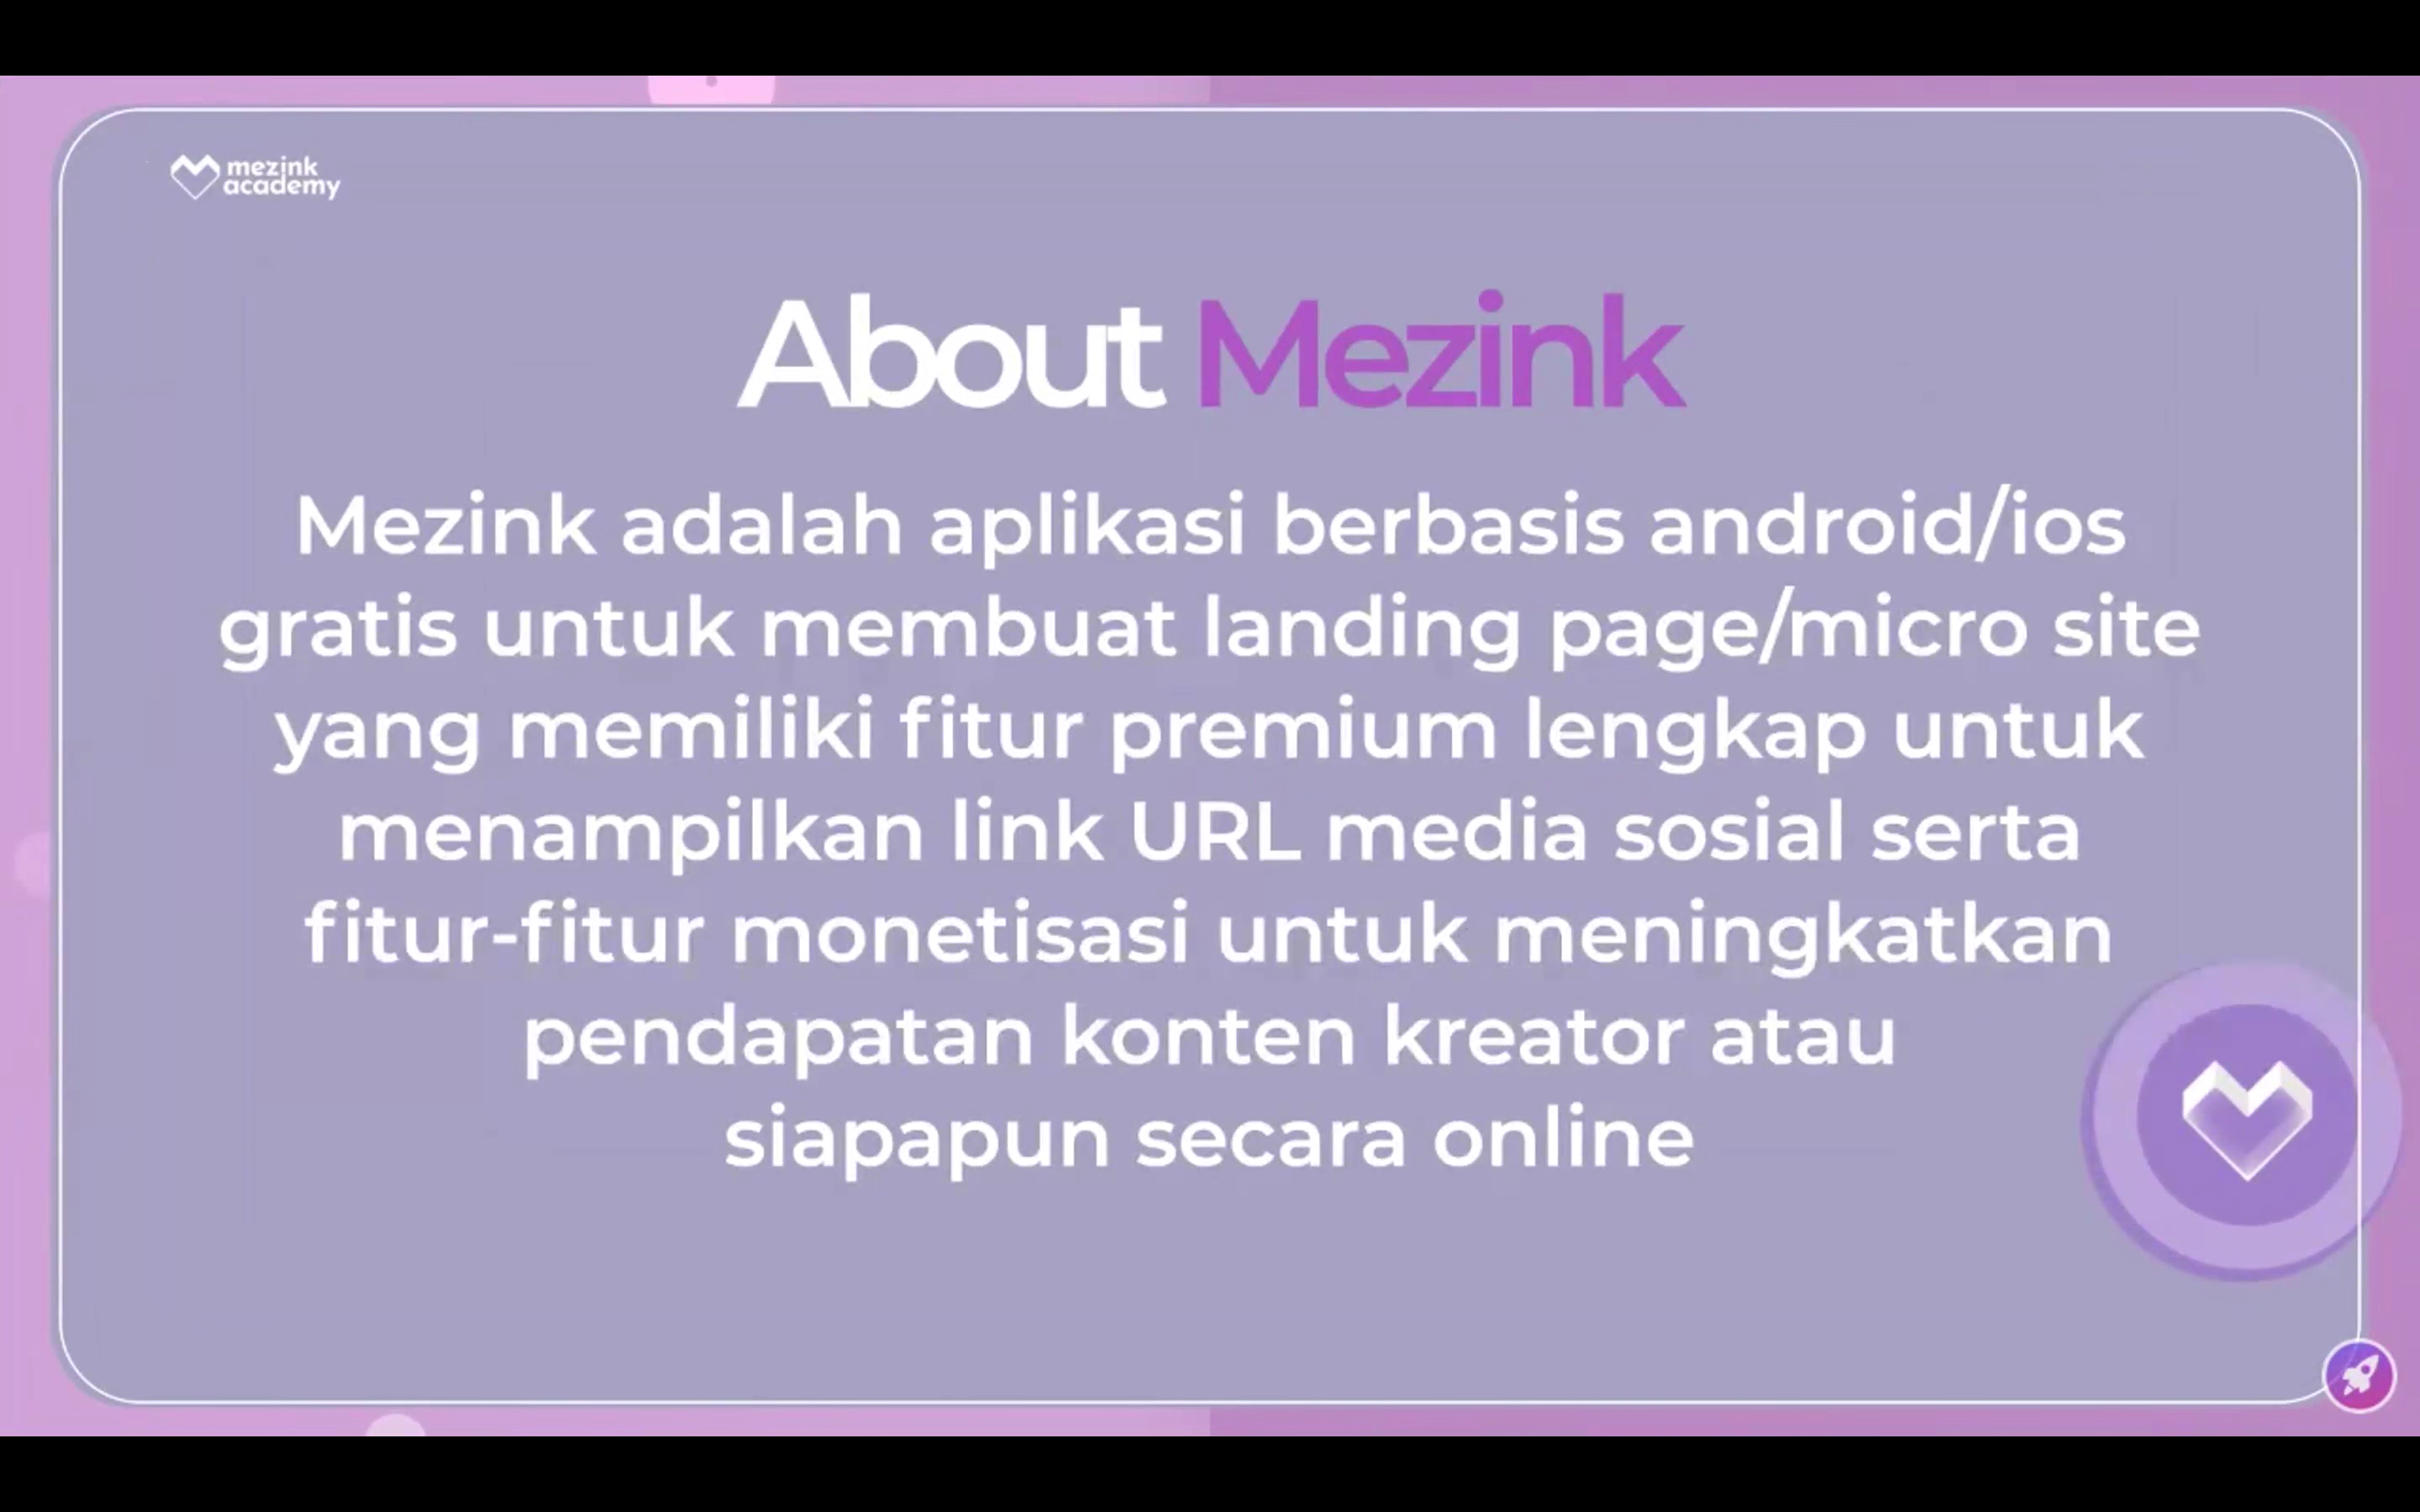 mezink
academy
About Mezink
Mezink adalah aplikasi berbasis android/ios
gratis untuk membuat landing page/micro site
yang memiliki fitur premium lengkap untuk
menampilkan link URL media sosial serta
fitur-fitur monetisasi untuk meningkatkan
pendapatan konten kreator atau
siapapun secara online